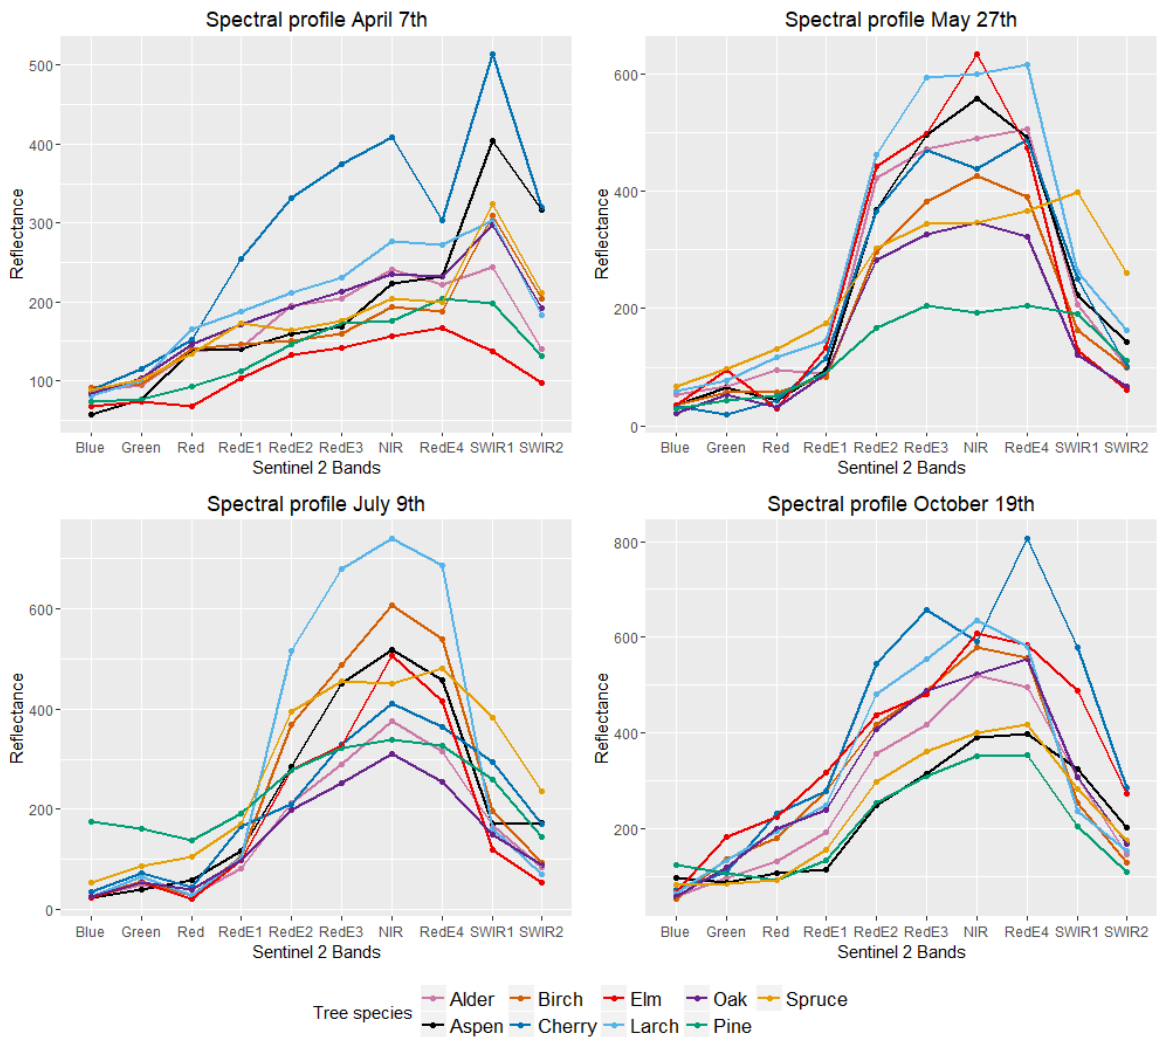 Spectral profile April 7th
Reflectance
500
400
300
200
100
Blue Green Red RedE1 RedE2 RedE3 NIR RedE4 SWIR1 SWIR2
Sentinel 2 Bands
Spectral profile May 27th
Reflectance
600
400
200
0
Blue Green Red RedE1 RedE2 RedE3 NIR RedE4 SWIR1 SWIR2
Sentinel 2 Bands
Spectral profile July 9th
Reflectance
600
400
200
0
Blue Green Red RedE1 RedE2 RedE3 NIR RedE4 SWIR1 SWIR2
Sentinel 2 Bands
Spectral profile October 19th
Reflectance
800
600
400
200
Blue Green Red RedE1 RedE2 RedE3 NIR RedE4 SWIR1 SWIR2
Sentinel 2 Bands
Tree species
Alder Birch Elm Oak Spruce
Aspen Cherry Larch Pine